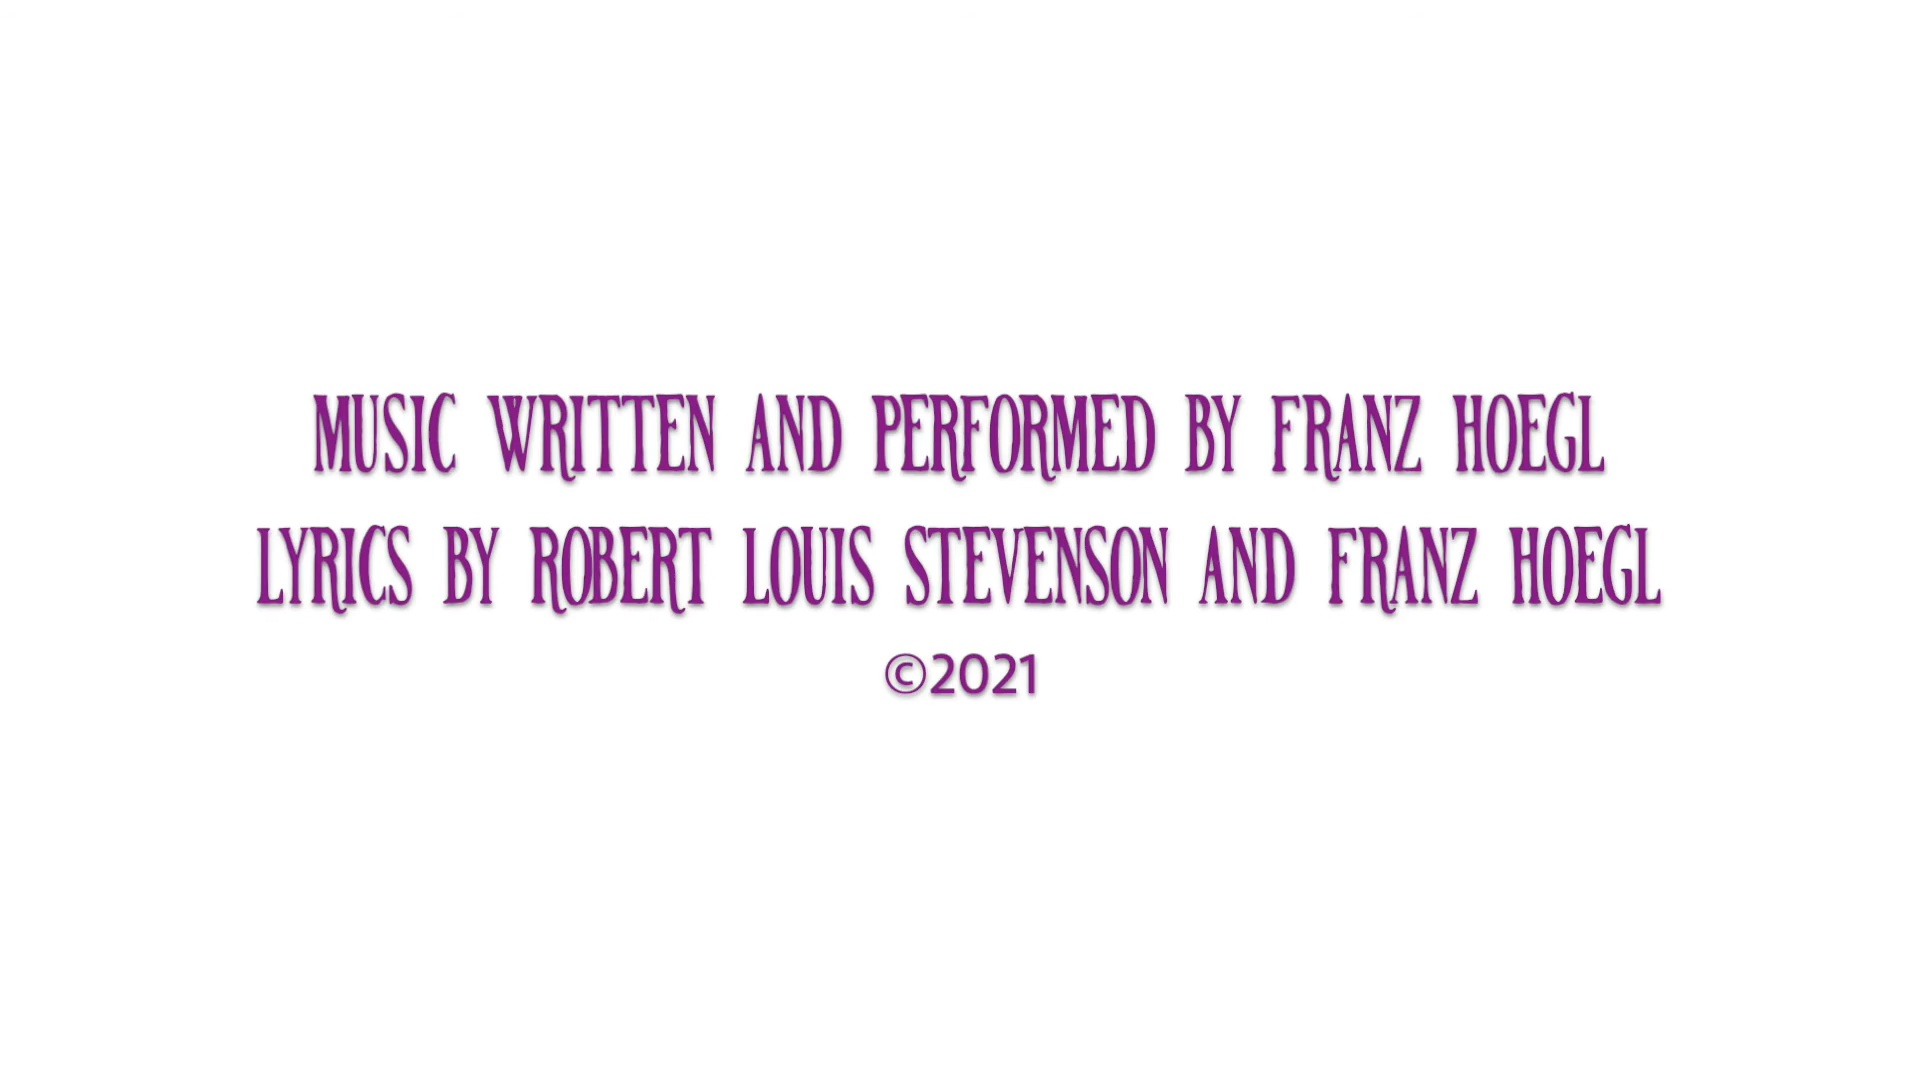 MUSIC WRITTEN AND PERFORMED BY FRANZ HOEGL
LYRICS BY ROBERT LOUIS STEVENSON AND FRANZ HOEGL
©2021